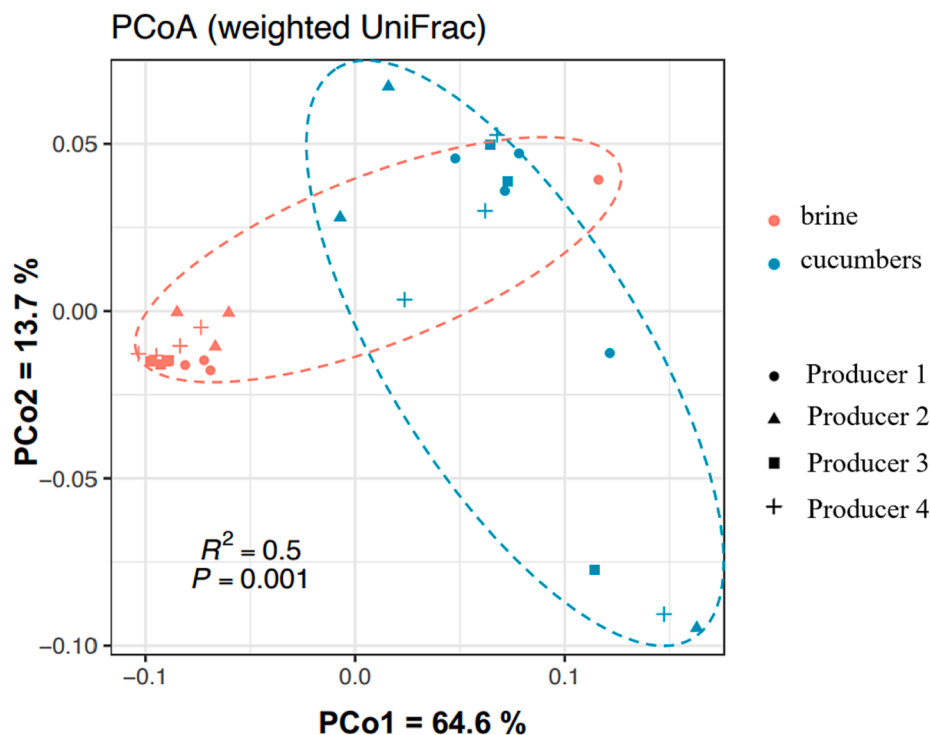 PCoA (weighted UniFrac)
0.05
0.00
−0.05
−0.10
PCo2 = 13.7 %
R² = 0.5
P = 0.001
−0.1
0.0
0.1
PCo1 = 64.6 %
brine
cucumbers
Producer 1
Producer 2
Producer 3
Producer 4